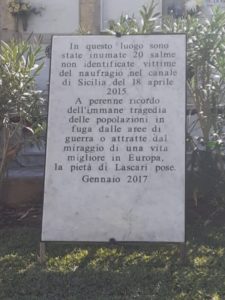 In questo luogo sono
state inumate 20 salme
non identificate vittime
del naufragio nel canale
di Sicilia del 18 aprile
2015.
A perenne ricordo
dell'immane tragedia
delle popolazioni in
fuga dalle aree di
guerra o attratte dal
miraggio di una vita
migliore in Europa,
la pietà di Lascari pose.
Gennaio 2017